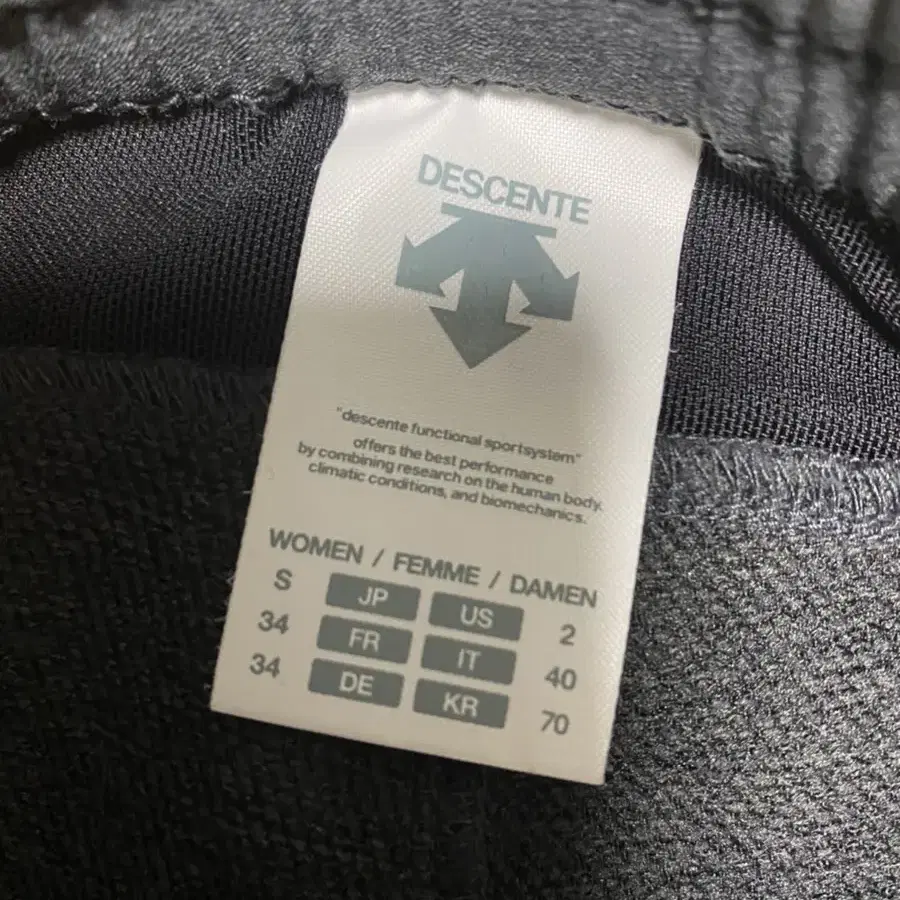 DESCENTE
"descente functional sportsystem"
offers the best performance
by combining research on the human body,
climatic conditions, and biomechanics.
WOMEN / FEMME / DAMEN
S JP US 2
34 FR IT 40
34 DE KR 70